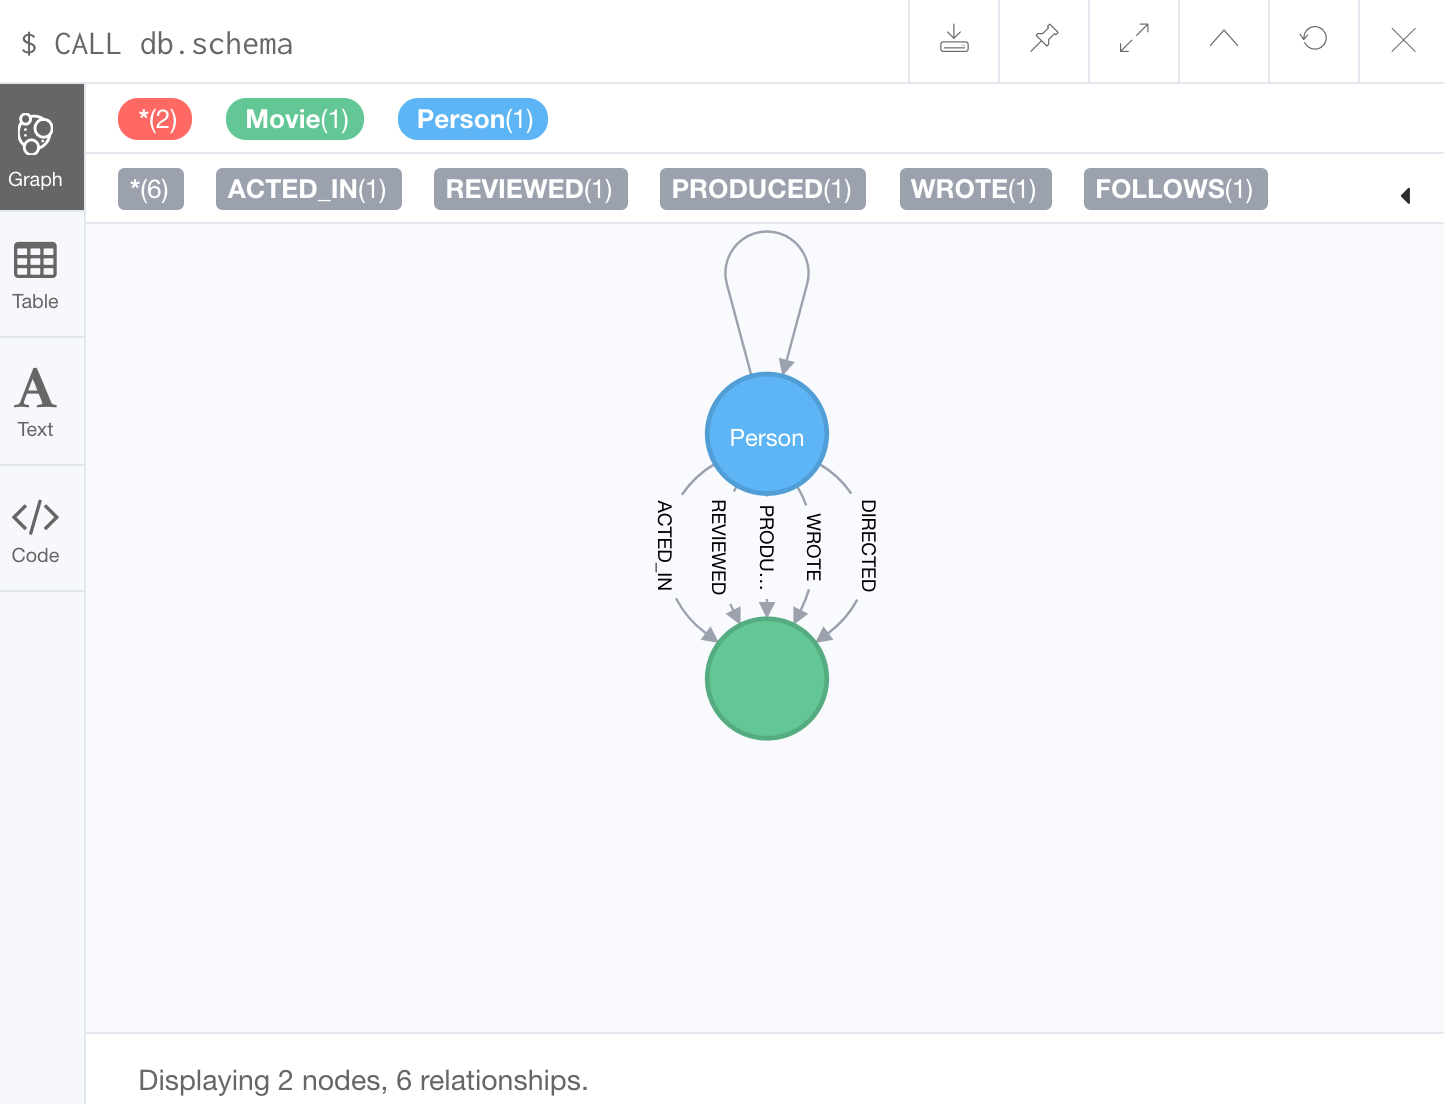 $ CALL db.schema
*(2) Movie(1) Person(1)
Graph
*(6) ACTED_IN(1) REVIEWED(1) PRODUCED(1) WROTE(1) FOLLOWS(1)
Table
Text
Code
Person
ACTED_IN
REVIEWED
PRODU...
WROTE
DIRECTED
Displaying 2 nodes, 6 relationships.